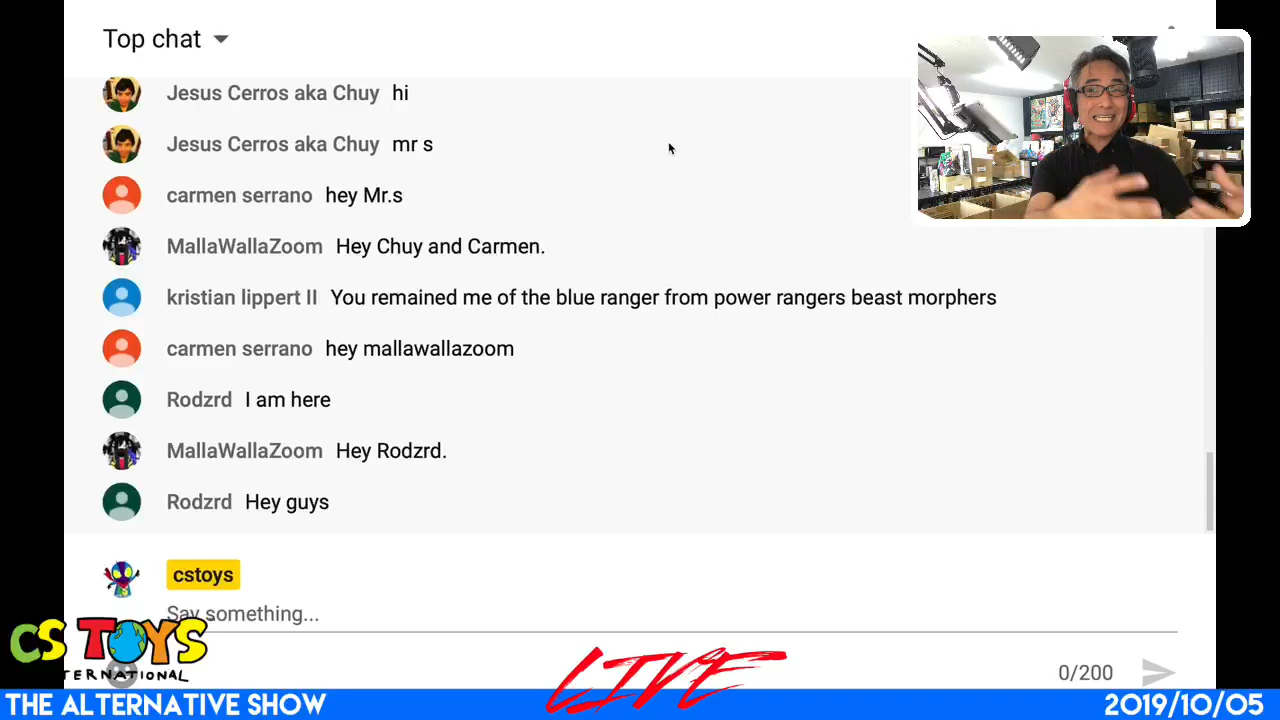 Top chat
Jesus Cerros aka Chuy hi
Jesus Cerros aka Chuy mr s
carmen serrano hey Mr.s
MallaWallaZoom Hey Chuy and Carmen.
kristian lippert II You remained me of the blue ranger from power rangers beast morphers
carmen serrano hey mallawallazoom
Rodzrd I am here
MallaWallaZoom Hey Rodzrd.
Rodzrd Hey guys
cstoys
Say something...
CS TOYS
TERNATIONAL
LIVE
0/200
THE ALTERNATIVE SHOW
2019/10/05